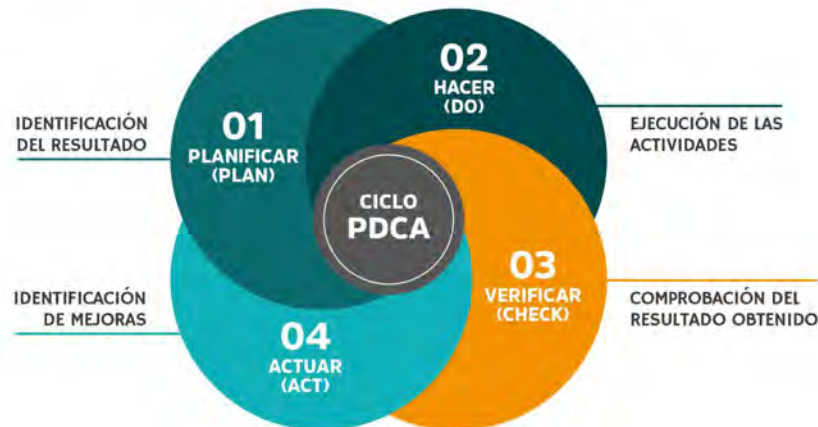 01
PLANIFICAR
(PLAN)
IDENTIFICACIÓN
DEL RESULTADO
02
HACER
(DO)
EJECUCIÓN DE LAS
ACTIVIDADES
CICLO
PDCA
03
VERIFICAR
(CHECK)
COMPROBACIÓN DEL
RESULTADO OBTENIDO
04
ACTUAR
(ACT)
IDENTIFICACIÓN
DE MEJORAS